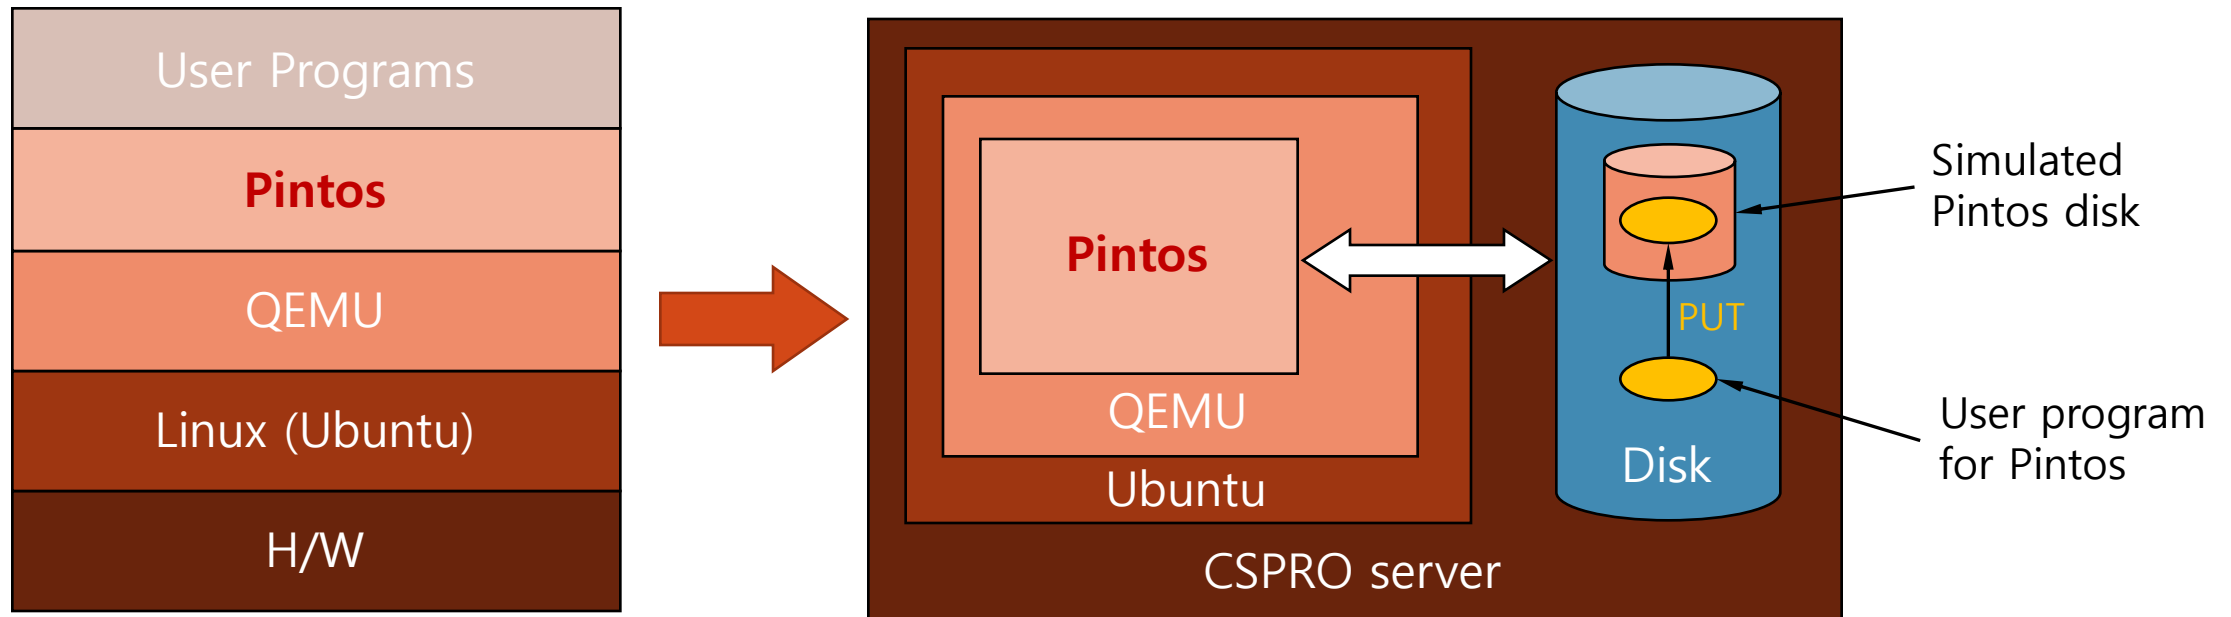 User Programs
Pintos
QEMU
Linux (Ubuntu)
H/W
Pintos
QEMU
Ubuntu
CSPRO server
PUT
Disk
Simulated
Pintos disk
User program
for Pintos